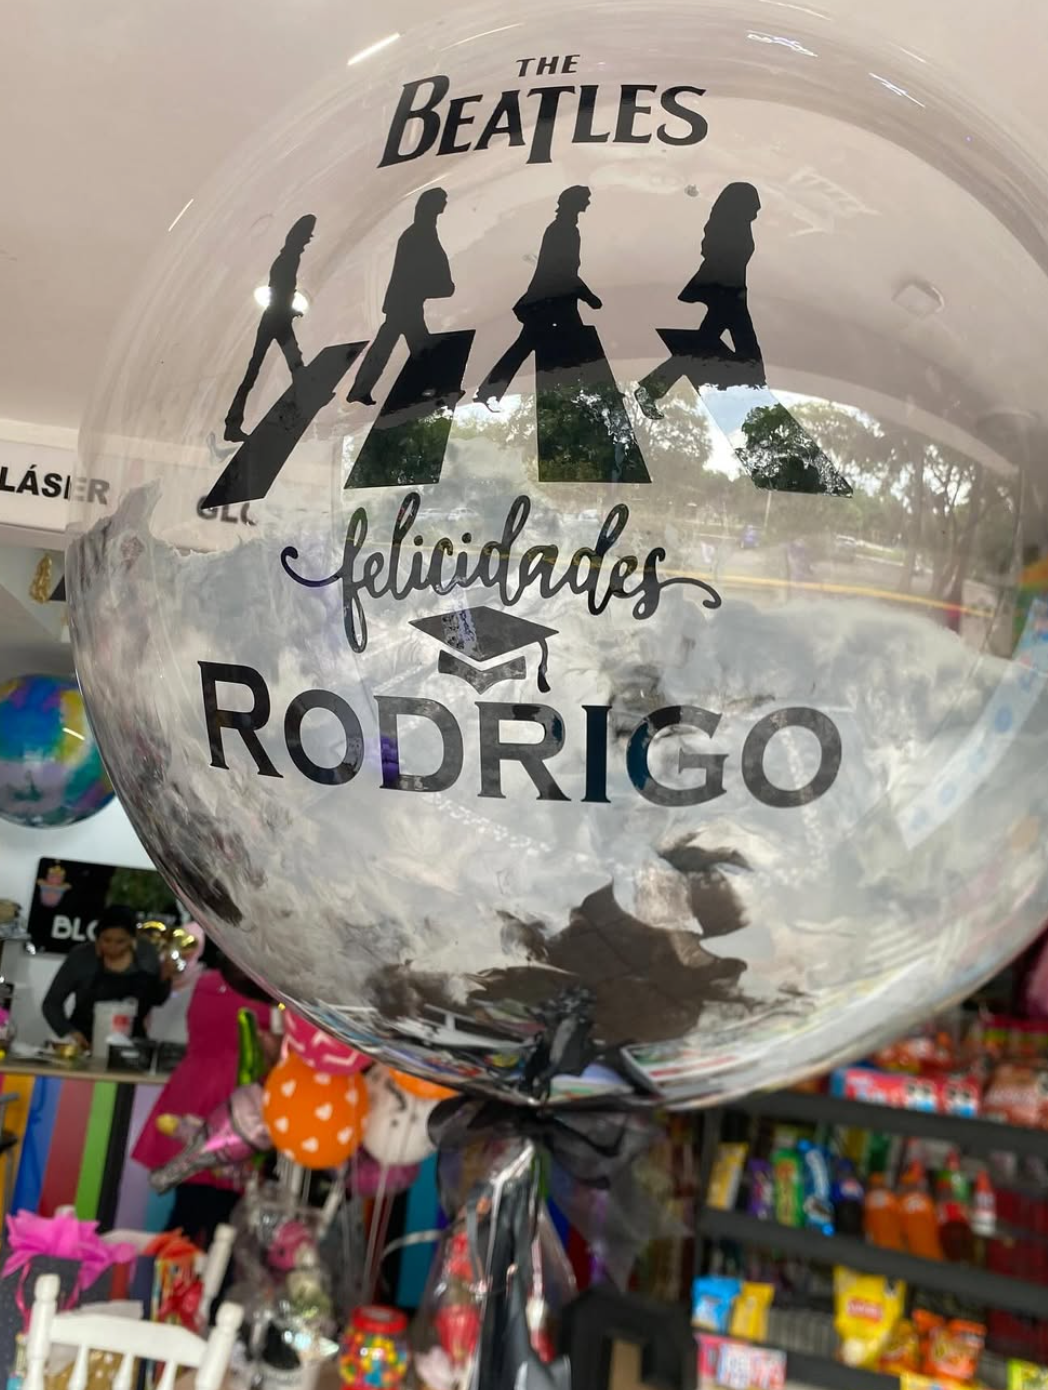 THE
BEATLES
felicidades
RODRIGO
LÁSER